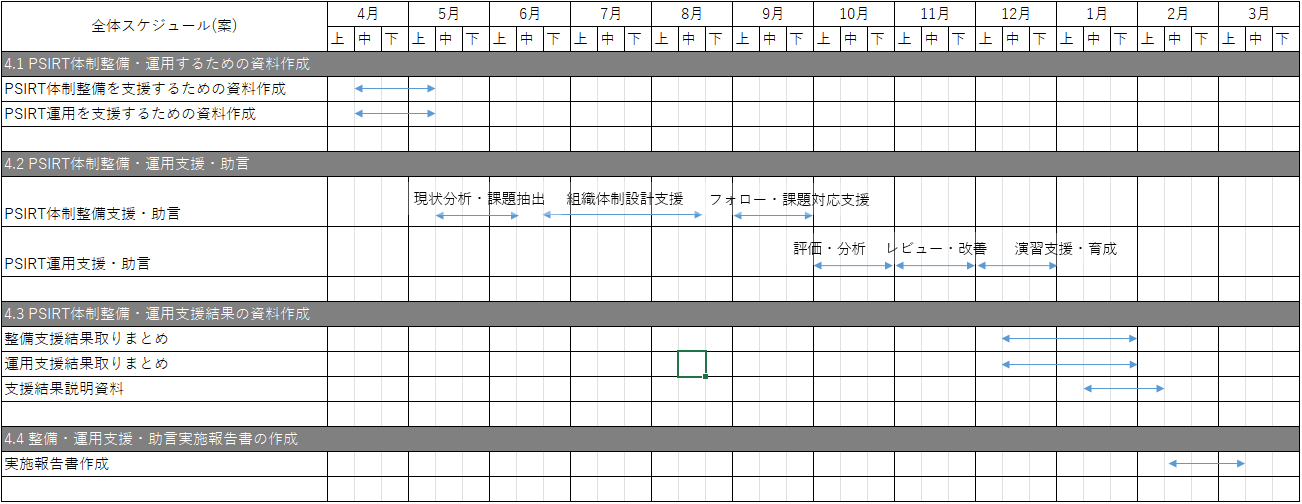 全体スケジュール(案) 4月 5月 6月 7月 8月 9月 10月 11月 12月 1月 2月 3月
上 中 下 上 中 下 上 中 下 上 中 下 上 中 下 上 中 下 上 中 下 上 中 下 上 中 下 上 中 下 上 中 下 上 中 下
4.1 PSIRT体制整備・運用するための資料作成
PSIRT体制整備を支援するための資料作成
PSIRT運用を支援するための資料作成
4.2 PSIRT体制整備・運用支援・助言
現状分析・課題抽出 組織体制設計支援 フォロー・課題対応支援
PSIRT体制整備支援・助言
評価・分析 レビュー・改善 演習支援・育成
PSIRT運用支援・助言
4.3 PSIRT体制整備・運用支援結果の資料作成
整備支援結果取りまとめ
運用支援結果取りまとめ
支援結果説明資料
4.4 整備・運用支援・助言実施報告書の作成
実施報告書作成